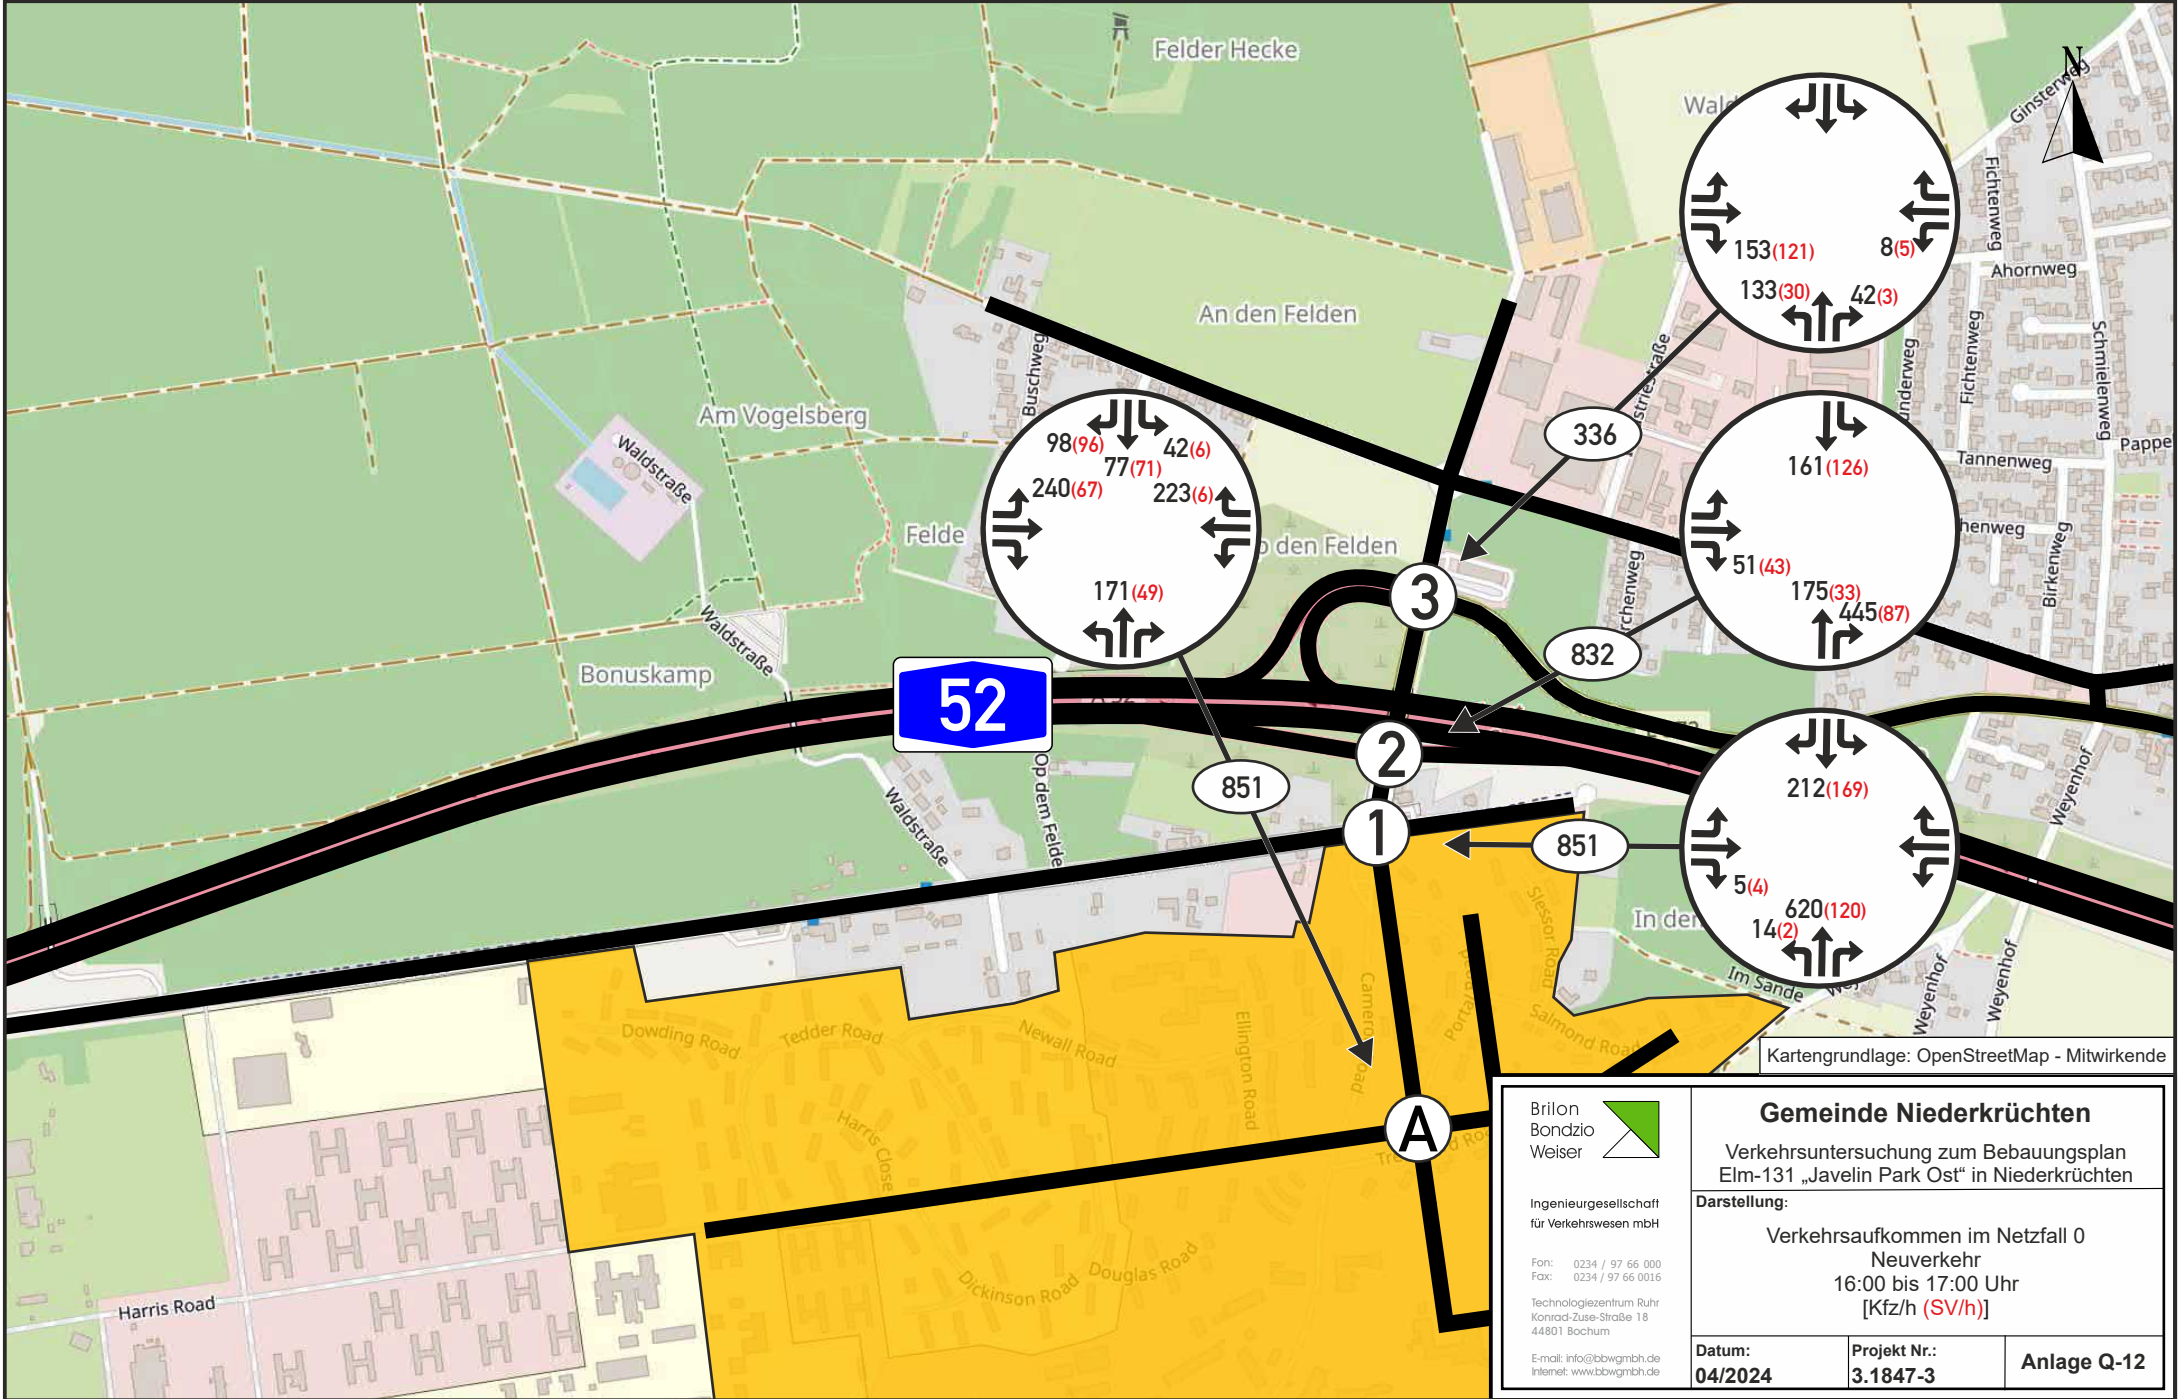 Felder Hecke
N
Ginsterweg
Fichtenweg
153(121)
8(5)
133(30)
42(3)
Ahornweg
An den Felden
Buschweg
Fichtenweg
Schmielenweg
Am Vogelsberg
Waldstraße
98(96)
42(6)
77(71)
240(67)
223(6)
171(49)
336
161(126)
Tannenweg
51(43)
175(33)
445(87)
Birkenweg
Felde
den Felden
3
Waldstraße
Bonuskamp
52
832
2
851
1
851
212(169)
5(4)
620(120)
14(2)
Op dem Felde
Waldstraße
Weyenhof
Weyenhof
Weyenhof
Im Sande
In der
Slessor Road
Salmond Road
Dowding Road
Tedder Road
Newall Road
Ellington Road
Harris Close
Dickinson Road
Douglas Road
Harris Road
A
Kartengrundlage: OpenStreetMap - Mitwirkende
Brilon
Bondzio
Weiser
Ingenieurgesellschaft
für Verkehrswesen mbH
Fon: 0234 / 97 66 000
Fax: 0234 / 97 66 0016
Technologiezentrum Ruhr
Konrad-Zuse-Straße 18
44801 Bochum
E-mail: info@bbwgmbh.de
Internet: www.bbwgmbh.de
Gemeinde Niederkrüchten
Verkehrsuntersuchung zum Bebauungsplan
Elm-131 „Javelin Park Ost“ in Niederkrüchten
Darstellung:
Verkehrsaufkommen im Netzfall 0
Neuverkehr
16:00 bis 17:00 Uhr
[Kfz/h (SV/h)]
Datum:
04/2024
Projekt Nr.:
3.1847-3
Anlage Q-12